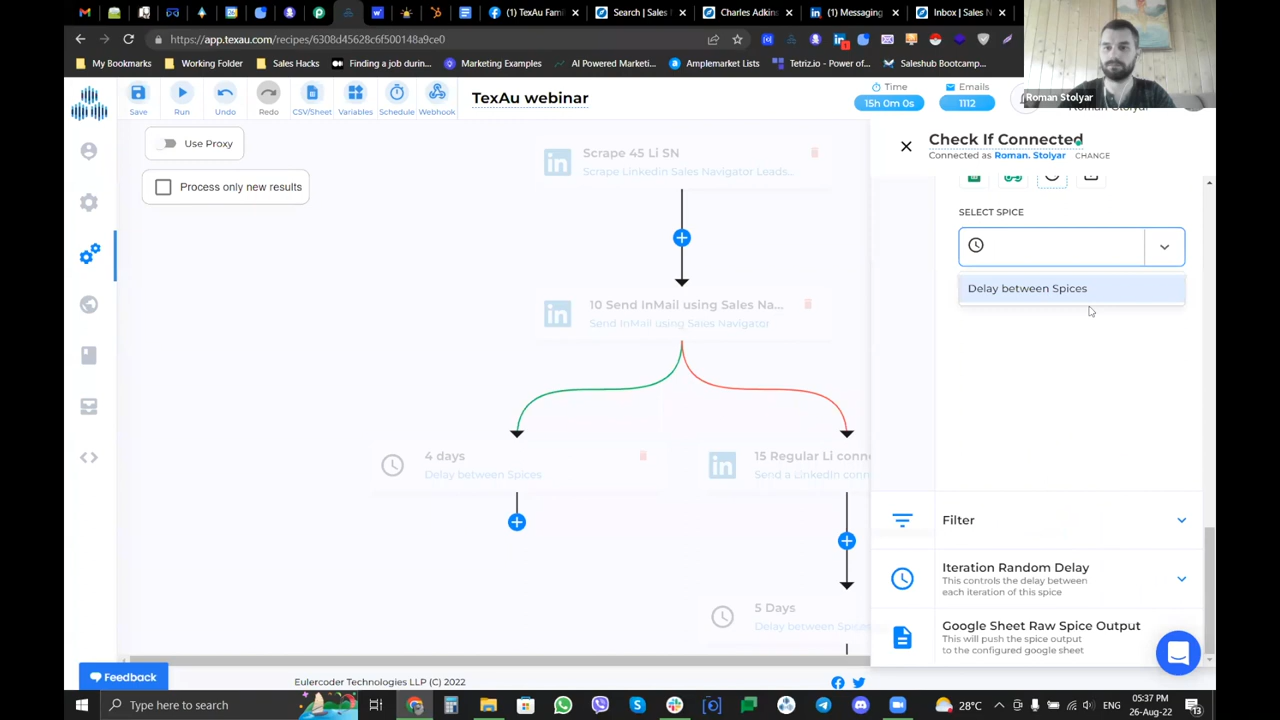 (1) TexAu Fam
Search | Sales
Charles Adkins
(1) Messaging
Inbox | Sales N
https://app.texau.com/recipes/6308d45628c6f500148a9ce0
My Bookmarks
Working Folder
Sales Hacks
Finding a job durin...
Marketing Examples
AI Powered Marketi...
Amplemarket Lists
Tetriz.io - Power of...
Saleshub Bootcamp...
Roman Stolyar
Save
Run
Undo
Redo
CSV/Sheet
Variables
Schedule
Webhook
TexAu webinar
Time
15h 0m 0s
Emails
1112
Roman Stolyar
Use Proxy
Process only new results
Scrape 45 Li SN
Scrape Linkedin Sales Navigator Leads...
10 Send InMail using Sales Na...
Send InMail using Sales Navigator
4 days
Delay between Spices
15 Regular Li conn
Send a LinkedIn conn
5 Days
Delay between Spices
Check If Connected
Connected as Roman. Stolyar CHANGE
SELECT SPICE
Delay between Spices
Filter
Iteration Random Delay
This controls the delay between
each iteration of this spice
Google Sheet Raw Spice Output
This will push the spice output
to the configured google sheet
Feedback
Eulercoder Technologies LLP (C) 2022
Type here to search
28°C
ENG
05:37 PM
26-Aug-22
13